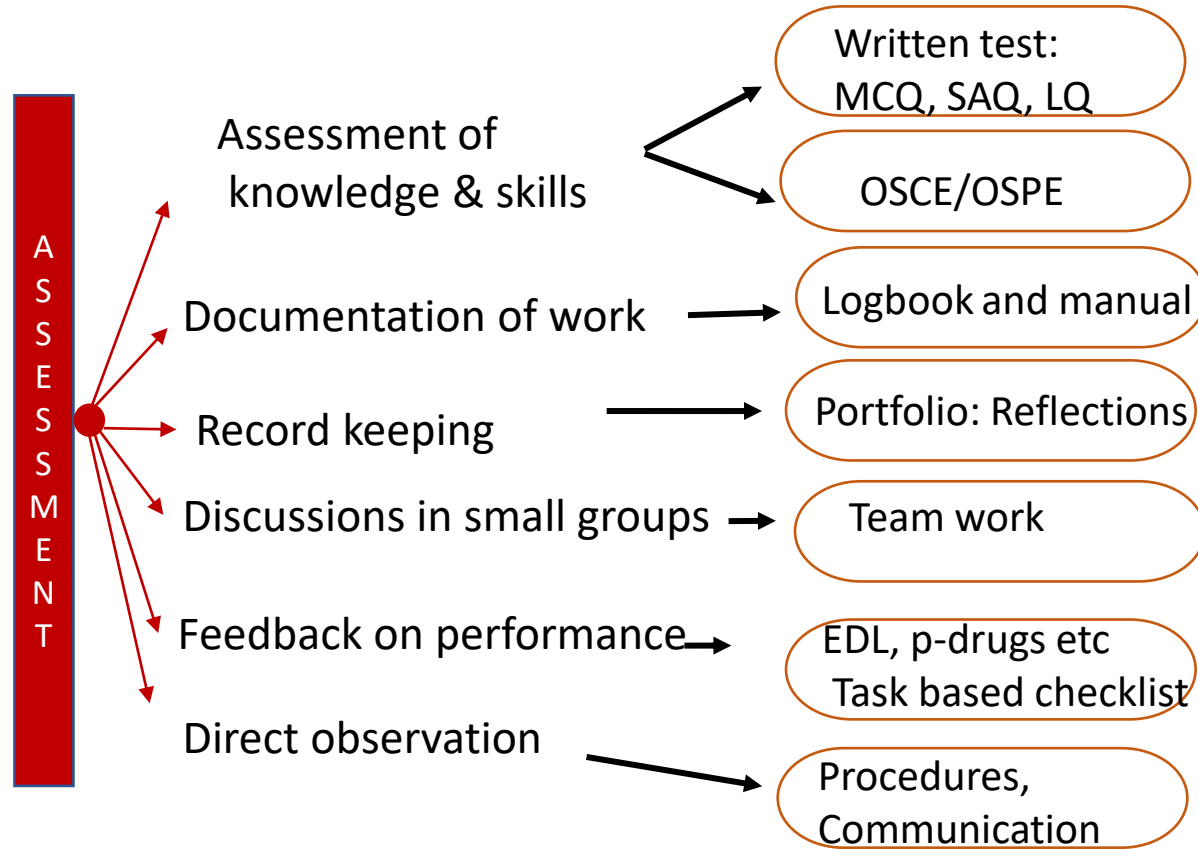 ASSESSMENT
Assessment of
knowledge & skills
Written test:
MCQ, SAQ, LQ
OSCE/OSPE
Documentation of work
Logbook and manual
Record keeping
Portfolio: Reflections
Discussions in small groups
Team work
Feedback on performance
EDL, p-drugs etc
Task based checklist
Direct observation
Procedures,
Communication